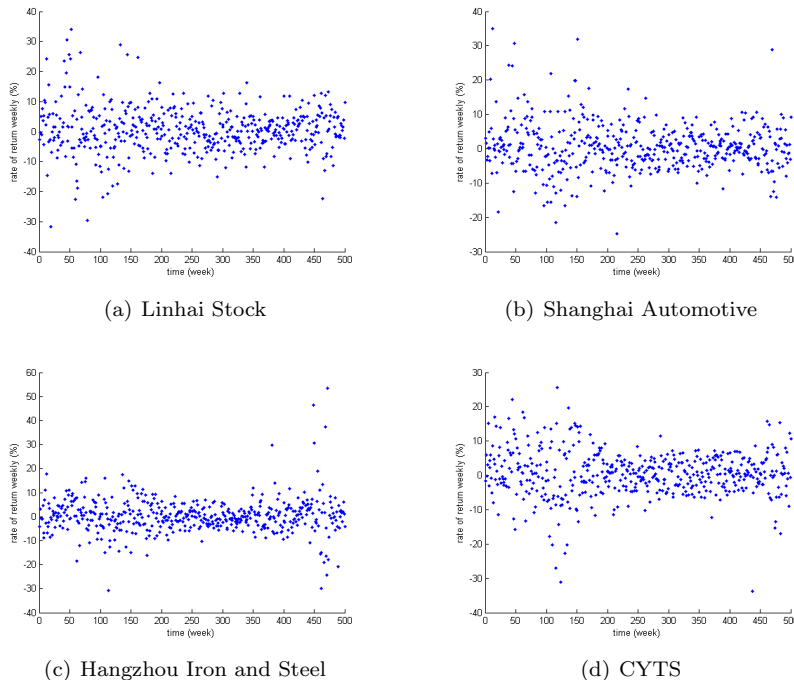 40
30
20
10
0
-10
-20
-30
-40
rate of return weekly (%)
0 50 100 150 200 250 300 350 400 450 500
time (week)
(a) Linhai Stock
40
30
20
10
0
-10
-20
-30
rate of return weekly (%)
0 50 100 150 200 250 300 350 400 450 500
time (week)
(b) Shanghai Automotive
60
50
40
30
20
10
0
-10
-20
-30
-40
rate of return weekly (%)
0 50 100 150 200 250 300 350 400 450 500
time (week)
(c) Hangzhou Iron and Steel
30
20
10
0
-10
-20
-30
-40
rate of return weekly (%)
0 50 100 150 200 250 300 350 400 450 500
time (week)
(d) CYTS